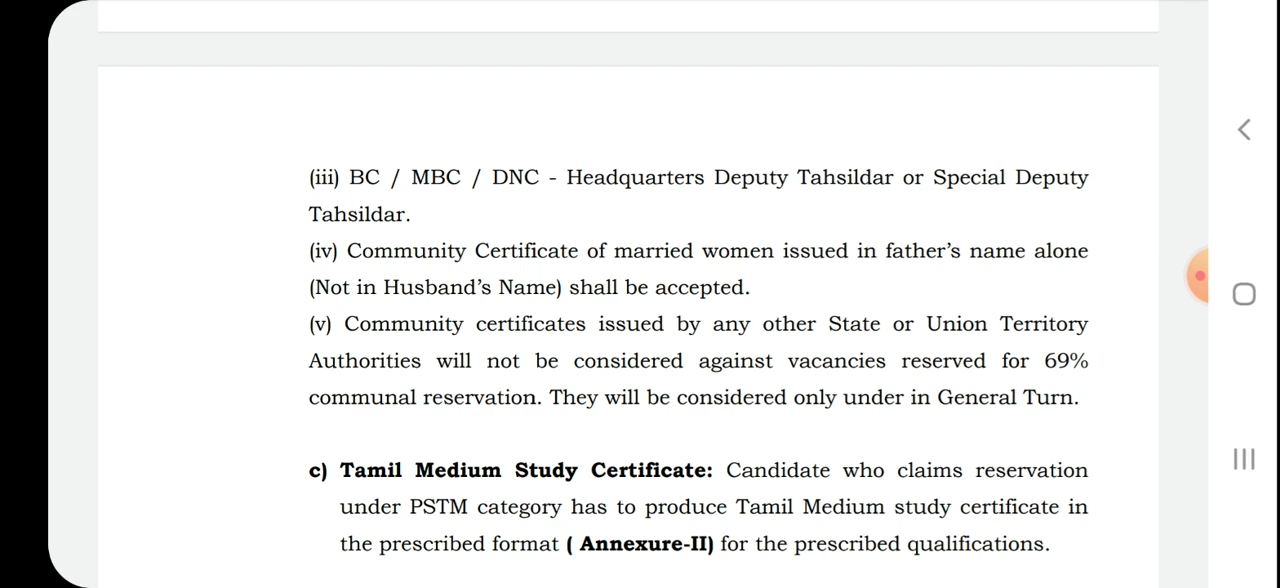 (iii) BC / MBC / DNC - Headquarters Deputy Tahsildar or Special Deputy
Tahsildar.
(iv) Community Certificate of married women issued in father’s name alone
(Not in Husband’s Name) shall be accepted.
(v) Community certificates issued by any other State or Union Territory
Authorities will not be considered against vacancies reserved for 69%
communal reservation. They will be considered only under in General Turn.
c) Tamil Medium Study Certificate: Candidate who claims reservation
under PSTM category has to produce Tamil Medium study certificate in
the prescribed format ( Annexure-II) for the prescribed qualifications.